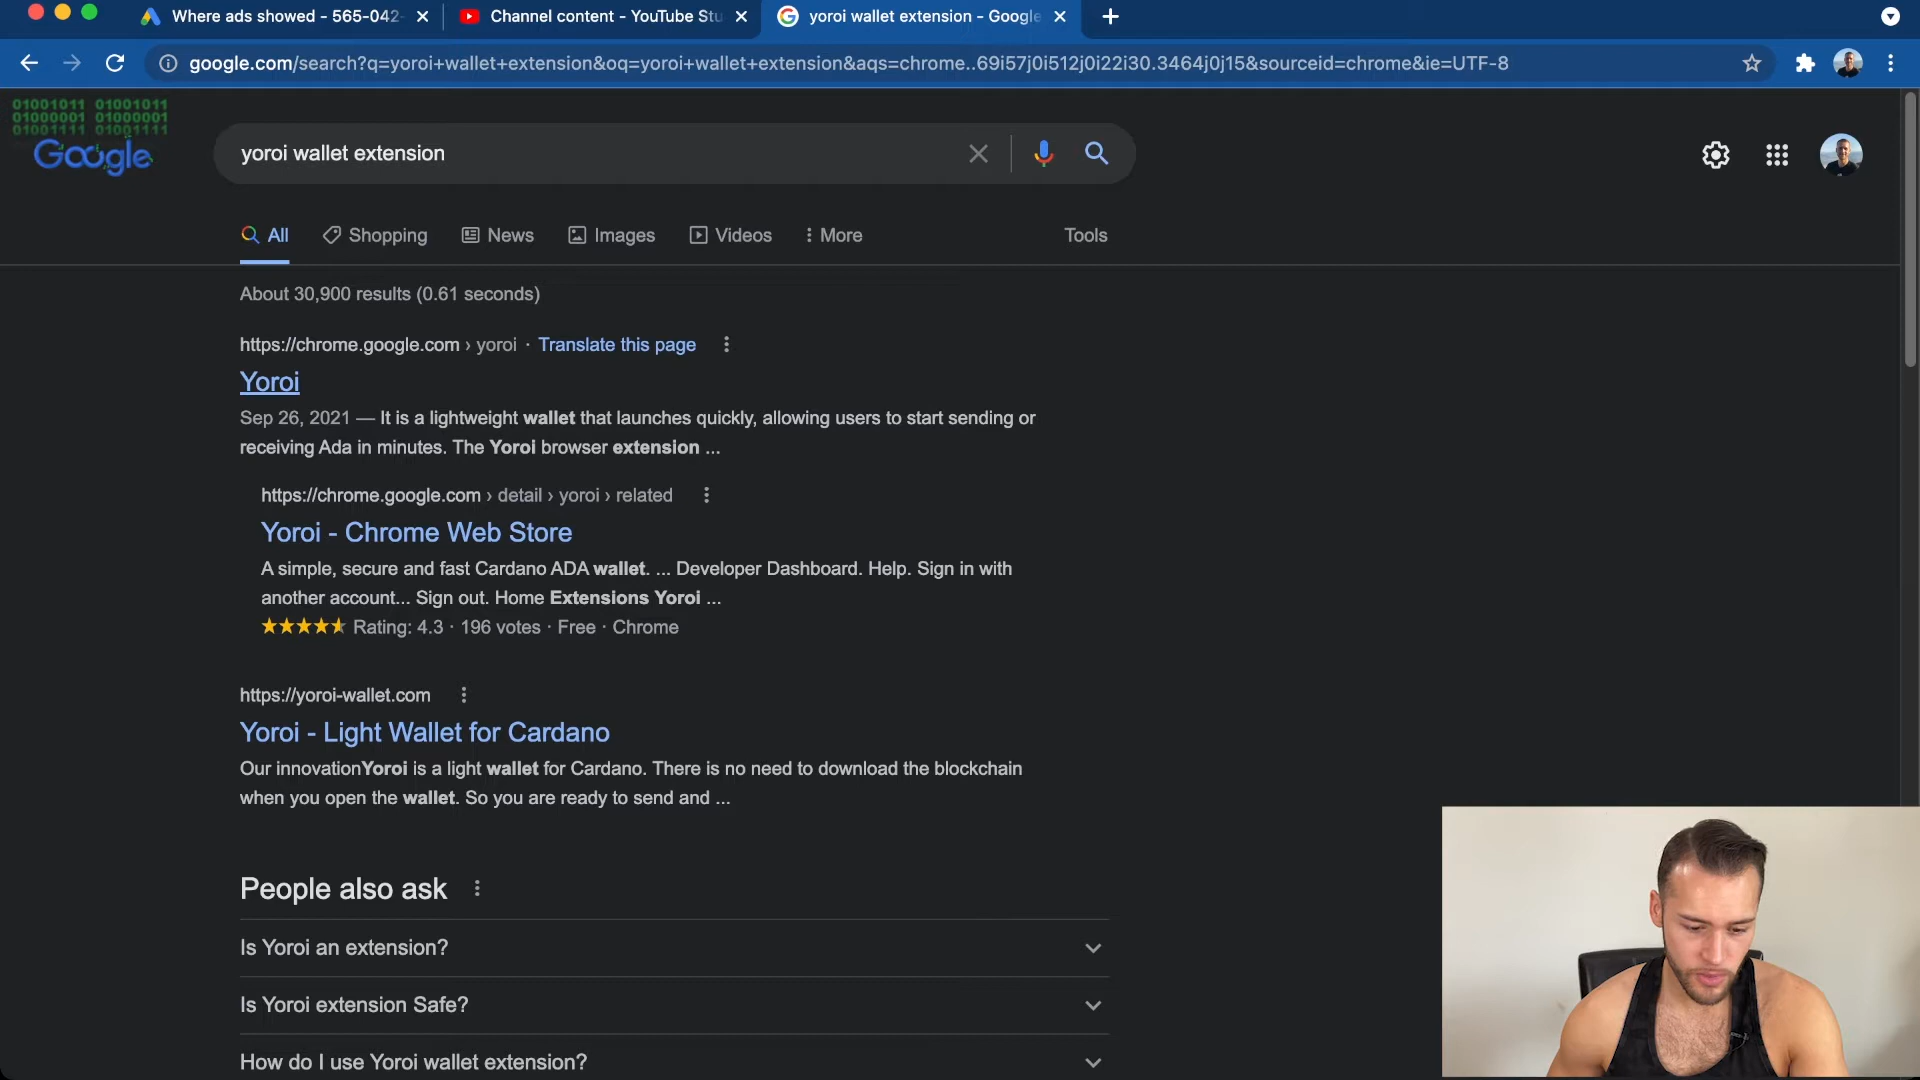 Where ads showed - 565-042-
Channel content - YouTube Stu
yoroi wallet extension - Google
google.com/search?q=yoroi+wallet+extension&oq=yoroi+wallet+extension&aqs=chrome..69i57j0i512j0i22i30.3464j0j15&sourceid=chrome&ie=UTF-8
01001011 01001011
01000001 01000001
01001111 01001111
Google
yoroi wallet extension
All
Shopping
News
Images
Videos
More
Tools
About 30,900 results (0.61 seconds)
https://chrome.google.com › yoroi · Translate this page
Yoroi
Sep 26, 2021 — It is a lightweight wallet that launches quickly, allowing users to start sending or
receiving Ada in minutes. The Yoroi browser extension ...
https://chrome.google.com › detail › yoroi › related
Yoroi - Chrome Web Store
A simple, secure and fast Cardano ADA wallet. ... Developer Dashboard. Help. Sign in with
another account... Sign out. Home Extensions Yoroi ...
Rating: 4.3 · 196 votes · Free · Chrome
https://yoroi-wallet.com
Yoroi - Light Wallet for Cardano
Our innovationYoroi is a light wallet for Cardano. There is no need to download the blockchain
when you open the wallet. So you are ready to send and ...
People also ask
Is Yoroi an extension?
Is Yoroi extension Safe?
How do I use Yoroi wallet extension?